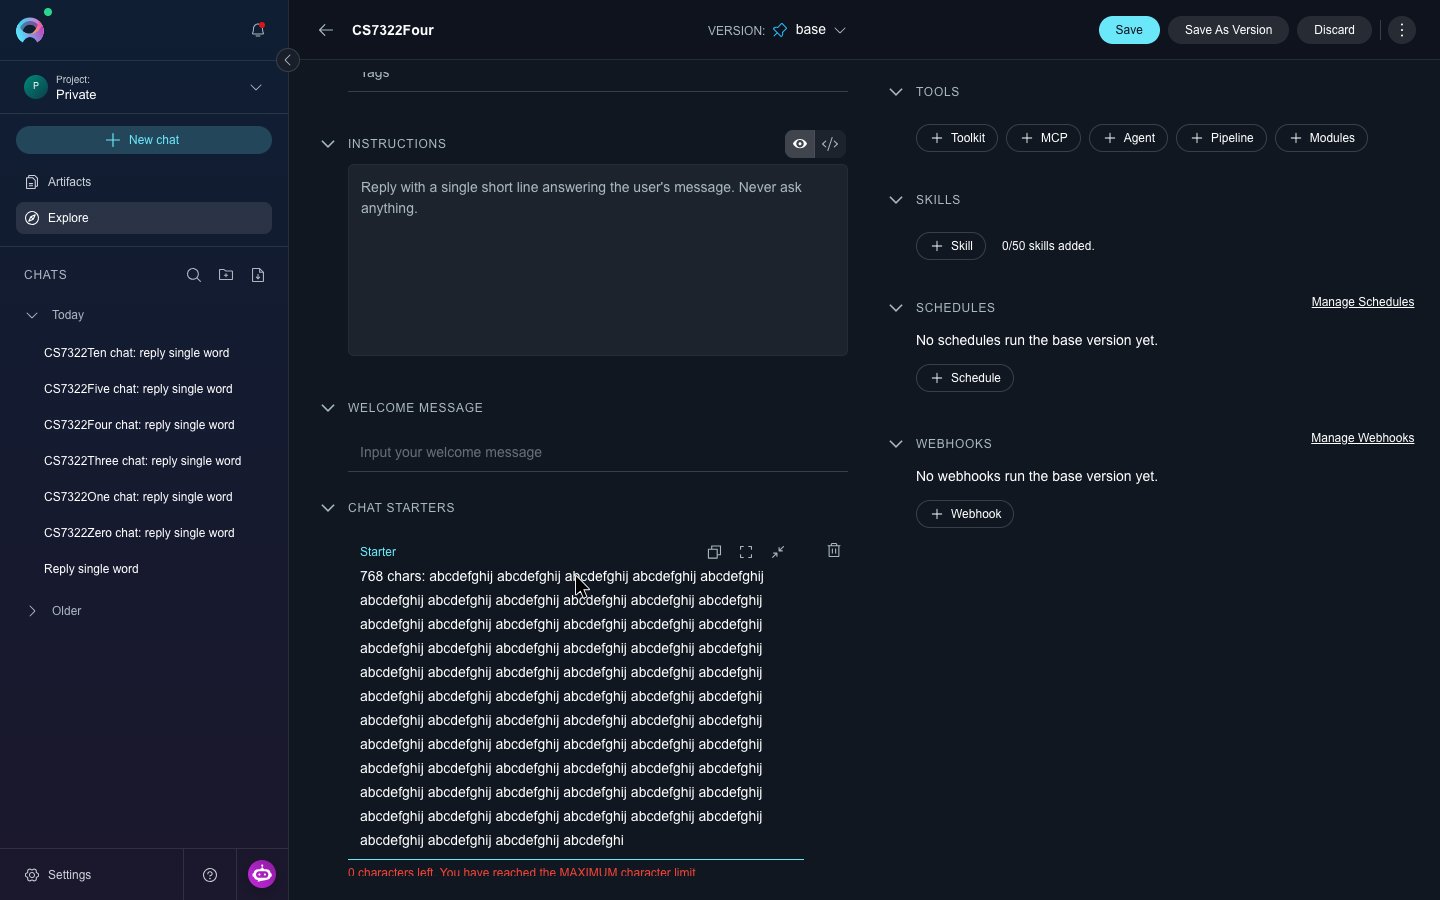 P
Project:
Private
New chat
Artifacts
Explore
CHATS
Today
CS7322Ten chat: reply single word
CS7322Five chat: reply single word
CS7322Four chat: reply single word
CS7322Three chat: reply single word
CS7322One chat: reply single word
CS7322Zero chat: reply single word
Reply single word
Older
Settings
CS7322Four
VERSION: base
Save
Save As Version
Discard
Tags
INSTRUCTIONS
Reply with a single short line answering the user's message. Never ask
anything.
WELCOME MESSAGE
Input your welcome message
CHAT STARTERS
Starter
768 chars: abcdefghij abcdefghij abcdefghij abcdefghij abcdefghij
abcdefghij abcdefghij abcdefghij abcdefghij abcdefghij abcdefghij
abcdefghij abcdefghij abcdefghij abcdefghij abcdefghij abcdefghij
abcdefghij abcdefghij abcdefghij abcdefghij abcdefghij abcdefghij
abcdefghij abcdefghij abcdefghij abcdefghij abcdefghij abcdefghij
abcdefghij abcdefghij abcdefghij abcdefghij abcdefghij abcdefghij
abcdefghij abcdefghij abcdefghij abcdefghij abcdefghij abcdefghij
abcdefghij abcdefghij abcdefghij abcdefghij abcdefghij abcdefghij
abcdefghij abcdefghij abcdefghij abcdefghij abcdefghij abcdefghij
abcdefghij abcdefghij abcdefghij abcdefghij abcdefghij abcdefghij
abcdefghij abcdefghij abcdefghij abcdefghij abcdefghij abcdefghij
abcdefghij abcdefghij abcdefghij abcdefghi
0 characters left. You have reached the MAXIMUM character limit
TOOLS
Toolkit
MCP
Agent
Pipeline
Modules
SKILLS
Skill
0/50 skills added.
SCHEDULES
Manage Schedules
No schedules run the base version yet.
Schedule
WEBHOOKS
Manage Webhooks
No webhooks run the base version yet.
Webhook